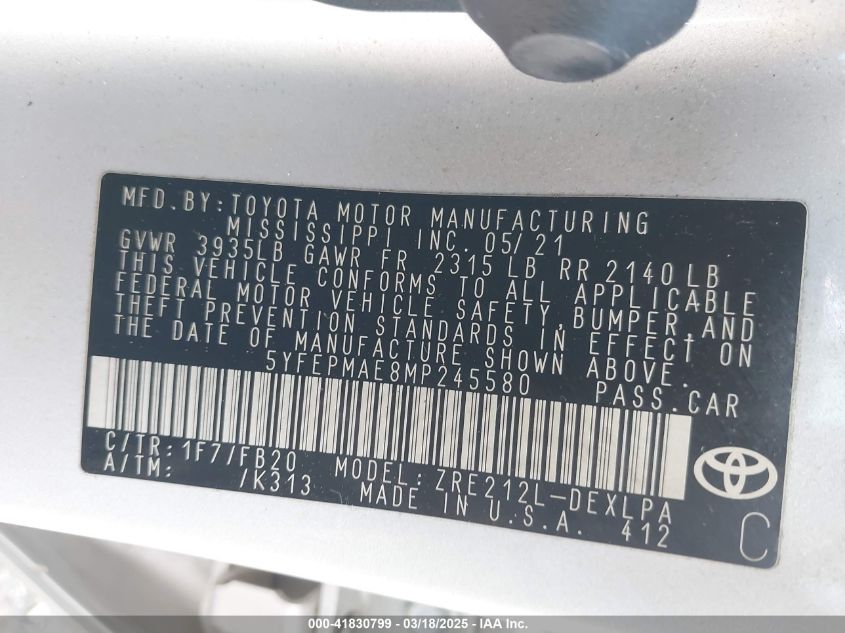 MFD.BY:TOYOTA MOTOR MANUFACTURING
MISSISSIPPI INC. 05/21
GVWR 3935LB GAWR FR 2315 LB RR 2140 LB
THIS VEHICLE CONFORMS TO ALL APPLICABLE
FEDERAL MOTOR VEHICLE SAFETY,BUMPER,AND
THEFT PREVENTION STANDARDS IN EFFECT ON
THE DATE OF MANUFACTURE SHOWN ABOVE.
5YFEPMAE8MP245580 PASS.CAR
C/TR:1F7/FB20 MODEL:ZRE212L-DEXLPA
A/TM: /K313 MADE IN U.S.A. 412
C
000-41830799 - 03/18/2025 - IAA Inc.